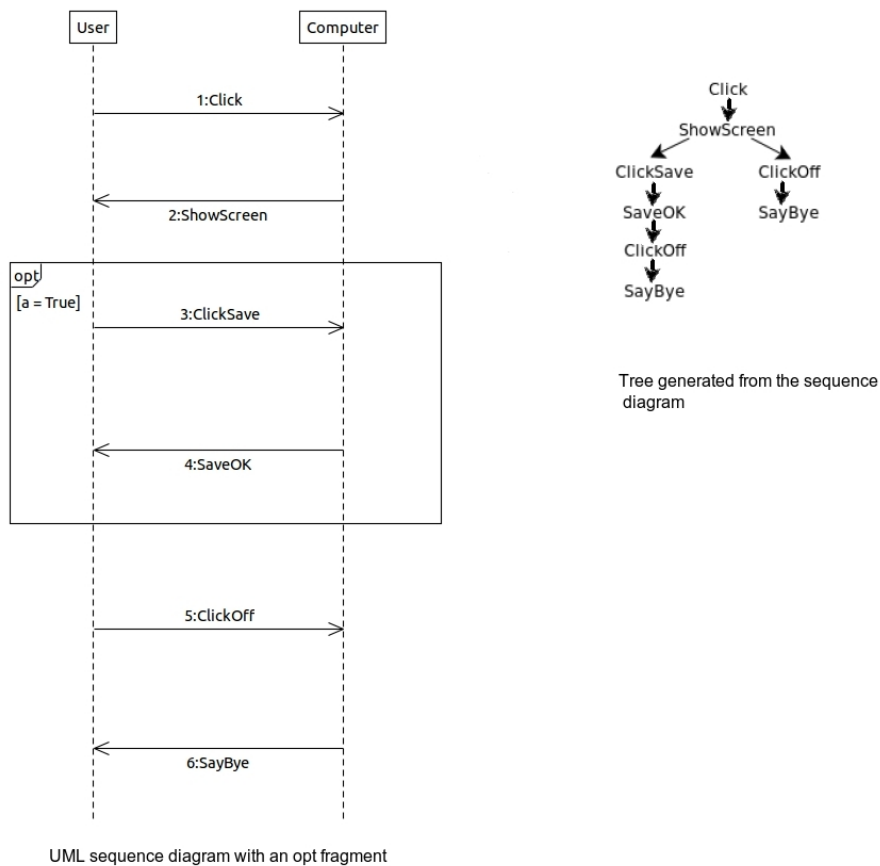 User
Computer
1:Click
2:ShowScreen
opt
[a = True]
3:ClickSave
4:SaveOK
5:ClickOff
6:SayBye
UML sequence diagram with an opt fragment
Click
ShowScreen
ClickSave
ClickOff
SaveOK
SayBye
ClickOff
SayBye
Tree generated from the sequence
diagram